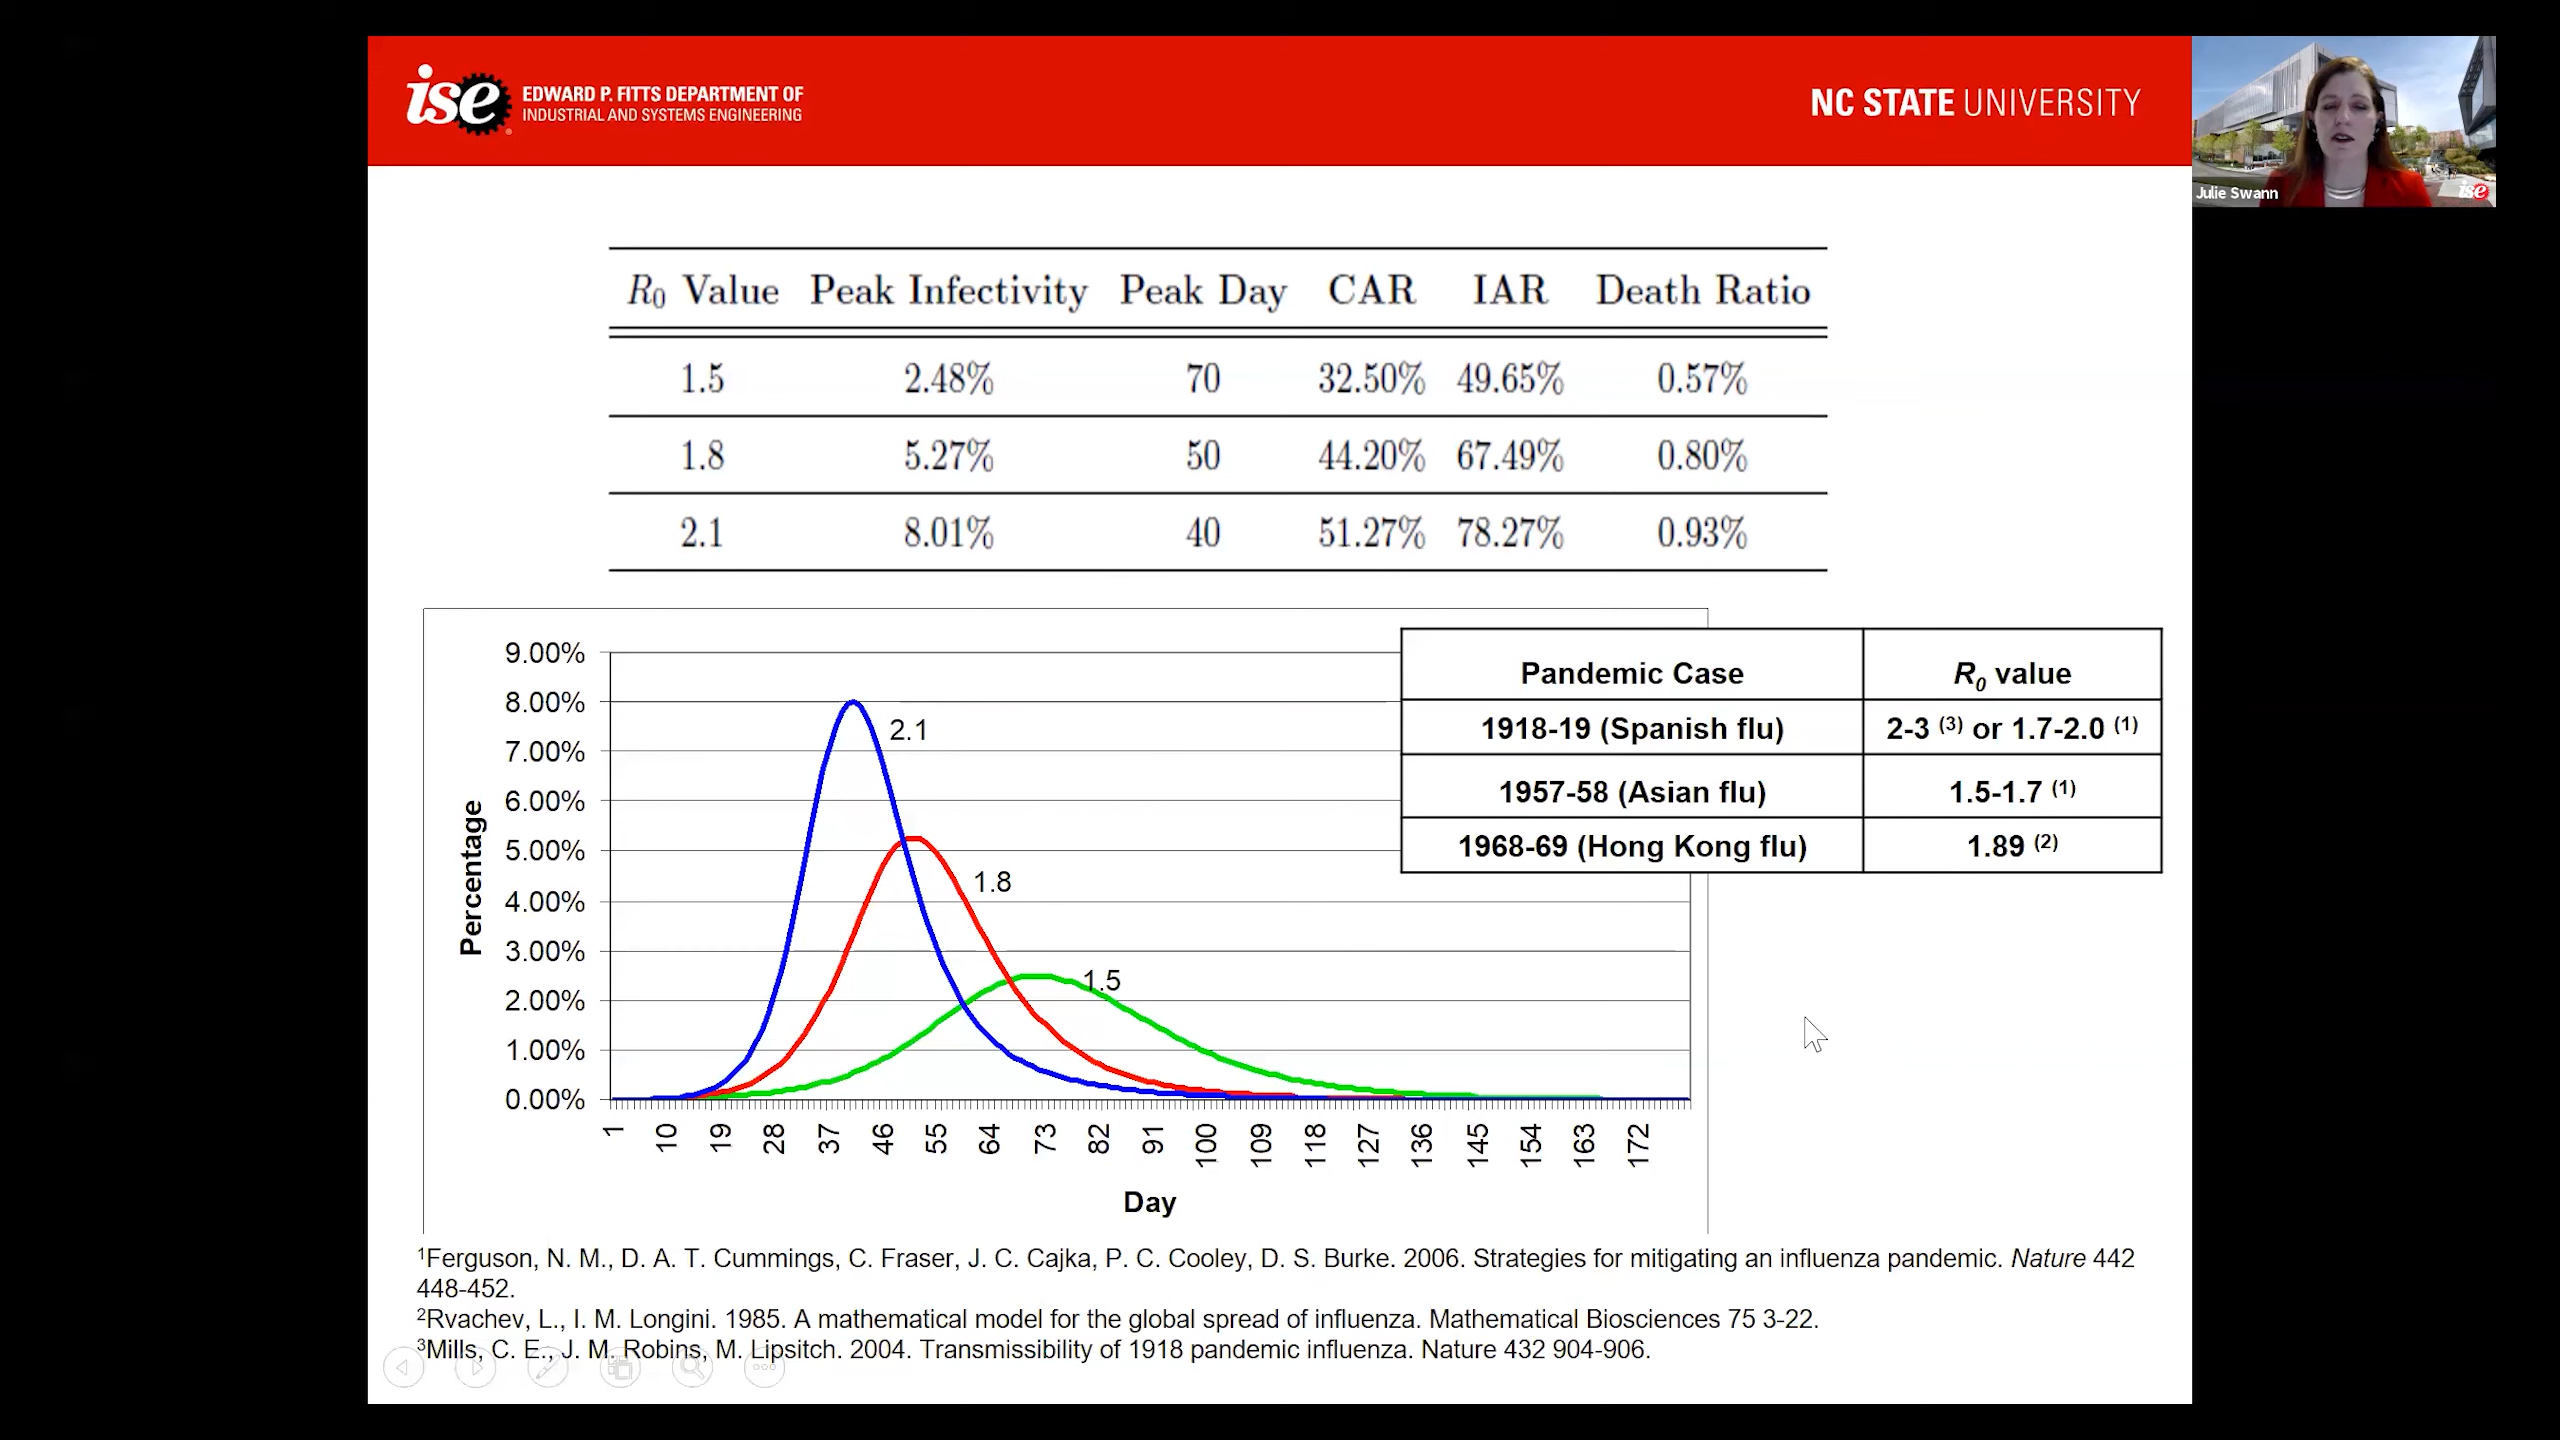 ise EDWARD P. FITTS DEPARTMENT OF
INDUSTRIAL AND SYSTEMS ENGINEERING
NC STATE UNIVERSITY
Julie Swann
ise
R0 Value Peak Infectivity Peak Day CAR IAR Death Ratio
1.5 2.48% 70 32.50% 49.65% 0.57%
1.8 5.27% 50 44.20% 67.49% 0.80%
2.1 8.01% 40 51.27% 78.27% 0.93%
Pandemic Case R0 value
1918-19 (Spanish flu) 2-3 (3) or 1.7-2.0 (1)
1957-58 (Asian flu) 1.5-1.7 (1)
1968-69 (Hong Kong flu) 1.89 (2)
Percentage
9.00%
8.00%
7.00%
6.00%
5.00%
4.00%
3.00%
2.00%
1.00%
0.00%
2.1
1.8
1.5
1 10 19 28 37 46 55 64 73 82 91 100 109 118 127 136 145 154 163 172
Day
1Ferguson, N. M., D. A. T. Cummings, C. Fraser, J. C. Cajka, P. C. Cooley, D. S. Burke. 2006. Strategies for mitigating an influenza pandemic. Nature 442
448-452.
2Rvachev, L., I. M. Longini. 1985. A mathematical model for the global spread of influenza. Mathematical Biosciences 75 3-22.
3Mills, C. E., J. M. Robins, M. Lipsitch. 2004. Transmissibility of 1918 pandemic influenza. Nature 432 904-906.